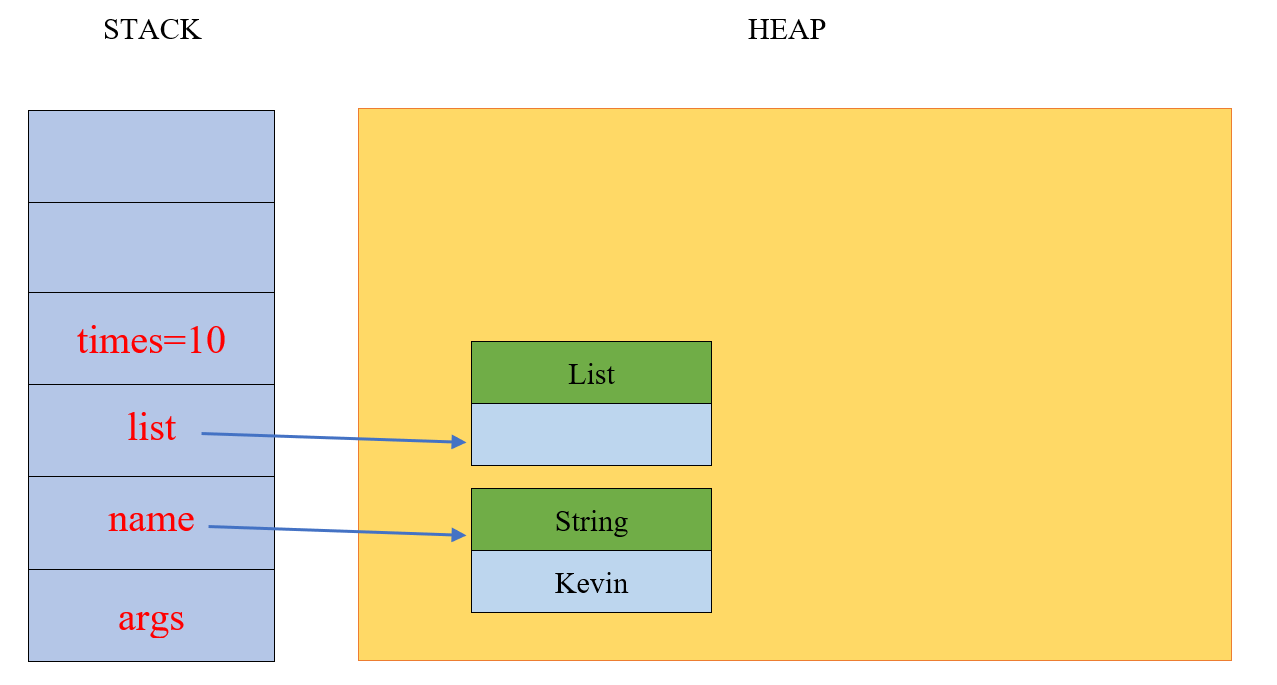 STACK
HEAP
times=10
list
name
args
List
String
Kevin